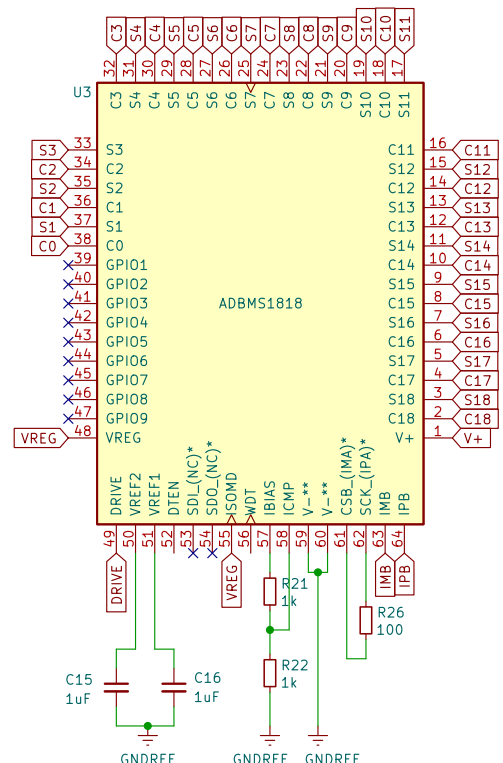 C3 S4 C4 S5 C5 S6 C6 S7 C7 S8 C8 S9 C9 S10 C10 S11
32 31 30 29 28 27 26 25 24 23 22 21 20 19 18 17
U3
C3 S4 C4 S5 C5 S6 C6 S7 C7 S8 C8 S9 C9 S10 C10 S11
S3 33 S3 C11 16 C11
C2 34 C2 S12 15 S12
S2 35 S2 C12 14 C12
C1 36 C1 S13 13 S13
S1 37 S1 C13 12 C13
C0 38 C0 S14 11 S14
39 GPIO1 C14 10 C14
40 GPIO2 S15 9 S15
41 GPIO3 ADBMS1818 C15 8 C15
42 GPIO4 S16 7 S16
43 GPIO5 C16 6 C16
44 GPIO6 S17 5 S17
45 GPIO7 C17 4 C17
46 GPIO8 S18 3 S18
47 GPIO9 C18 2 C18
VREG 48 VREG V+ 1 V+
DRIVE VREF2 VREF1 DTEN SDI_(NC)* SDO_(NC)* ISOMD WDT IBIAS ICMP V_** V_** CSB_(IMA)* SCK_(IPA)* IMB IPB
49 50 51 52 53 54 55 56 57 58 59 60 61 62 63 64
DRIVE VREG IMB IPB
R21
1k
R26
100
R22
1k
C15
1uF
C16
1uF
GNDREF GNDREF GNDREF